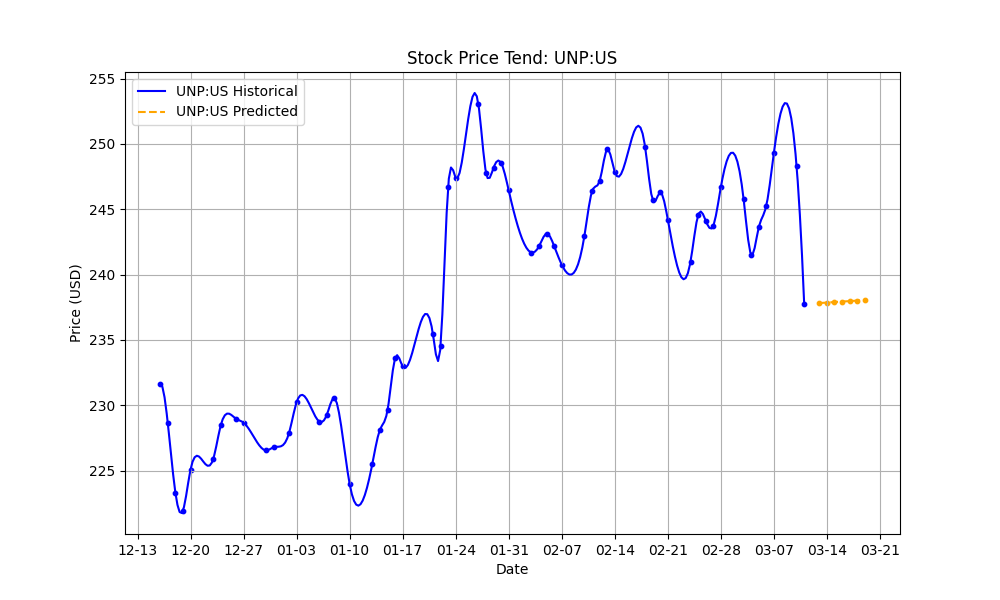 Stock Price Tend: UNP:US
UNP:US Historical
UNP:US Predicted
Price (USD)
255
250
245
240
235
230
225
12-13 12-20 12-27 01-03 01-10 01-17 01-24 01-31 02-07 02-14 02-21 02-28 03-07 03-14 03-21
Date